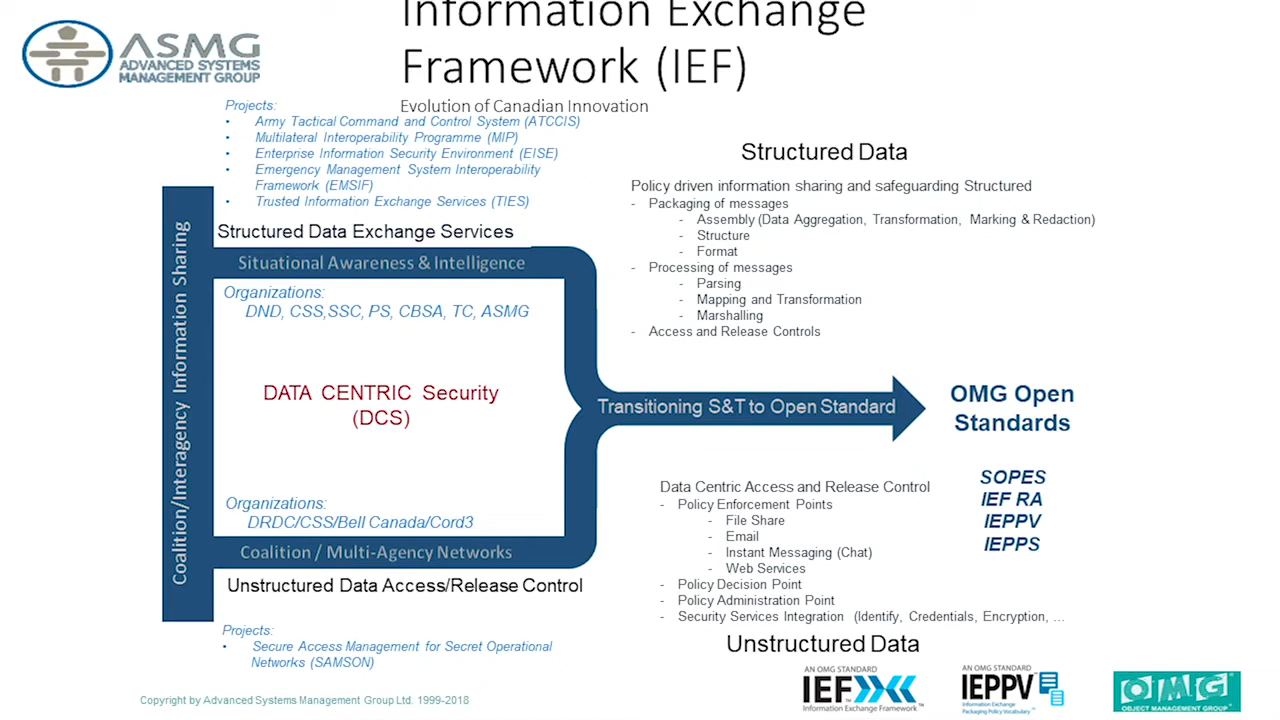 Information Exchange
Framework (IEF)
ASMG
ADVANCED SYSTEMS
MANAGEMENT GROUP
Evolution of Canadian Innovation
Projects:
• Army Tactical Command and Control System (ATCCIS)
• Multilateral Interoperability Programme (MIP)
• Enterprise Information Security Environment (EISE)
• Emergency Management System Interoperability
Framework (EMSIF)
• Trusted Information Exchange Services (TIES)
Structured Data Exchange Services
Situational Awareness & Intelligence
Organizations:
DND, CSS,SSC, PS, CBSA, TC, ASMG
Coalition/Interagency Information Sharing
DATA CENTRIC Security
(DCS)
Organizations:
DRDC/CSS/Bell Canada/Cord3
Coalition / Multi-Agency Networks
Unstructured Data Access/Release Control
Projects:
• Secure Access Management for Secret Operational
Networks (SAMSON)
Structured Data
Policy driven information sharing and safeguarding Structured
- Packaging of messages
- Assembly (Data Aggregation, Transformation, Marking & Redaction)
- Structure
- Format
- Processing of messages
- Parsing
- Mapping and Transformation
- Marshalling
- Access and Release Controls
Transitioning S&T to Open Standard
OMG Open
Standards
SOPES
IEF RA
IEPPV
IEPPS
Data Centric Access and Release Control
- Policy Enforcement Points
- File Share
- Email
- Instant Messaging (Chat)
- Web Services
- Policy Decision Point
- Policy Administration Point
- Security Services Integration (Identify, Credentials, Encryption, ...
Unstructured Data
AN OMG STANDARD
IEF
Information Exchange Framework™
AN OMG STANDARD
IEPPV
Information Exchange
Packaging Policy Vocabulary™
OMG
OBJECT MANAGEMENT GROUP
Copyright by Advanced Systems Management Group Ltd. 1999-2018